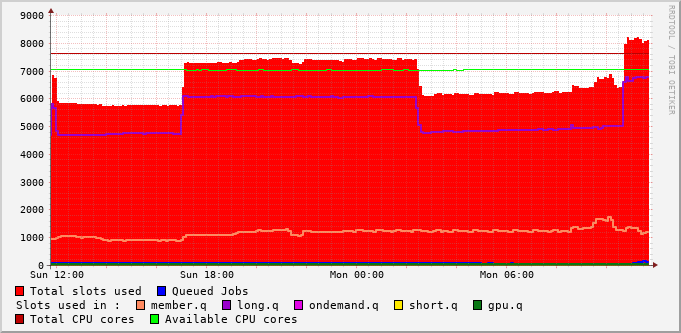 9000
8000
7000
6000
5000
4000
3000
2000
1000
0
Sun 12:00 Sun 18:00 Mon 00:00 Mon 06:00
RRDTOOL / TOBI OETIKER
Total slots used Queued Jobs
Slots used in : member.q long.q ondemand.q short.q gpu.q
Total CPU cores Available CPU cores